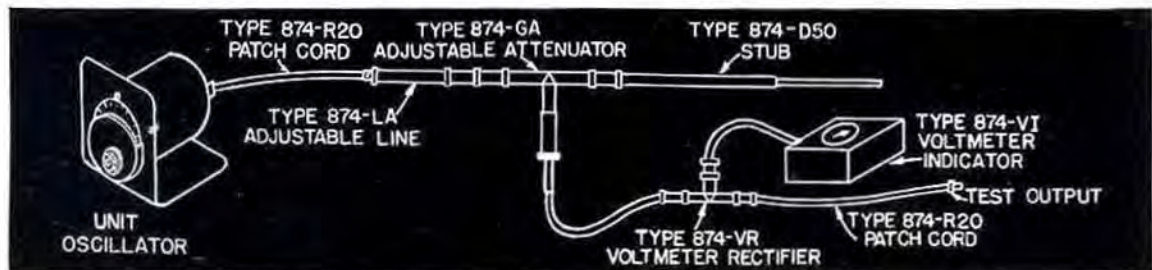 TYPE 874-R20
PATCH CORD
TYPE 874-GA
ADJUSTABLE ATTENUATOR
TYPE 874-D50
STUB
TYPE 874-LA
ADJUSTABLE LINE
TYPE 874-VI
VOLTMETER
INDICATOR
TEST OUTPUT
UNIT
OSCILLATOR
TYPE 874-VR
VOLTMETER RECTIFIER
TYPE 874-R20
PATCH CORD